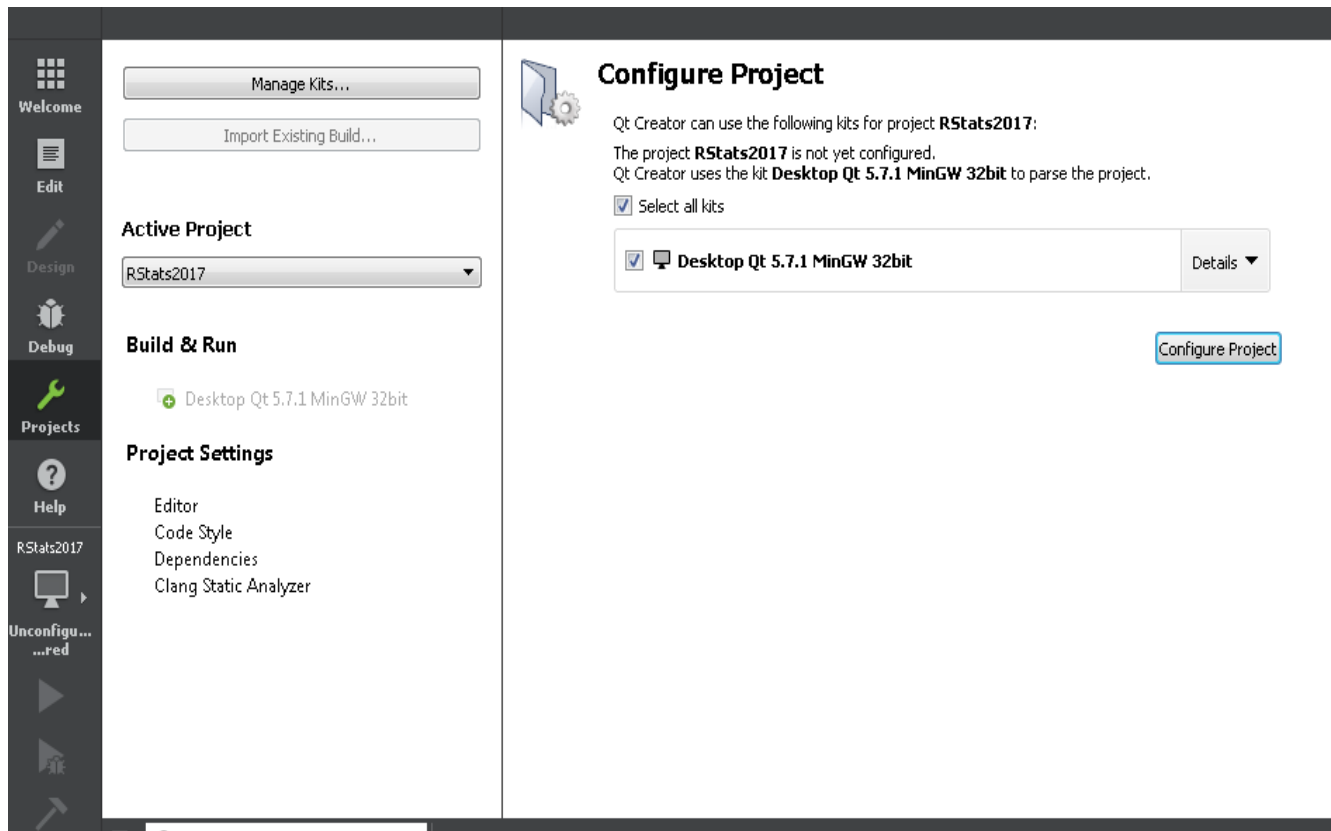 Welcome
Edit
Design
Debug
Projects
Help
RStats2017
Unconfigu...
...red
Manage Kits...
Import Existing Build...
Active Project
RStats2017
Build & Run
Desktop Qt 5.7.1 MinGW 32bit
Project Settings
Editor
Code Style
Dependencies
Clang Static Analyzer
Configure Project
Qt Creator can use the following kits for project RStats2017:
The project RStats2017 is not yet configured.
Qt Creator uses the kit Desktop Qt 5.7.1 MinGW 32bit to parse the project.
Select all kits
Desktop Qt 5.7.1 MinGW 32bit
Details
Configure Project